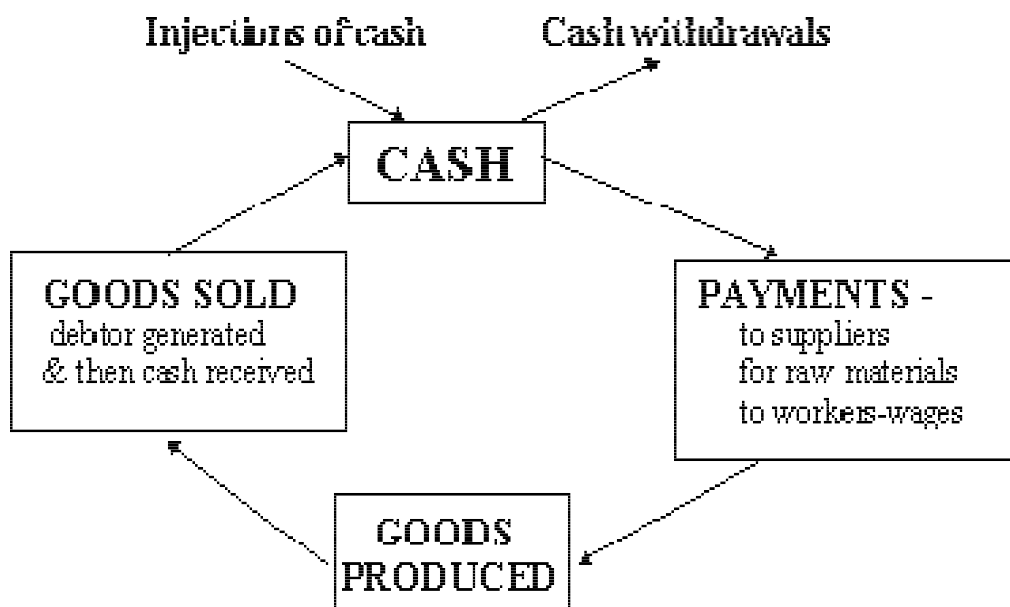 Injections of cash
Cash withdrawals
CASH
GOODS SOLD
debtor generated
& then cash received
PAYMENTS -
to suppliers
for raw materials
to workers-wages
GOODS
PRODUCED